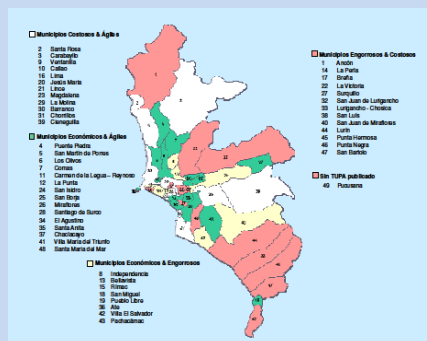 Municipios Costosos & Ágiles
2 Santa Rosa
3 Carabayllo
9 Ventanilla
10 Callao
16 Lima
20 Jesús María
21 Lince
23 Magdalena
29 La Molina
30 Barranco
31 Chorrillos
39 Cieneguilla
Municipios Económicos & Ágiles
4 Puente Piedra
5 San Martín de Porras
6 Los Olivos
7 Comas
11 Carmen de la Legua – Reynoso
12 La Punta
24 San Isidro
25 San Borja
26 Miraflores
28 Santiago de Surco
34 El Agustino
35 Santa Anita
37 Chaclacayo
41 Villa María del Triunfo
48 Santa María del Mar
Municipios Económicos & Engorrosos
8 Independencia
13 Bellavista
15 Rímac
18 San Miguel
19 Pueblo Libre
36 Ate
42 Villa El Salvador
43 Pachacámac
Municipios Engorrosos & Costosos
1 Ancón
14 La Perla
17 Breña
22 La Victoria
27 Surquillo
32 San Juan de Lurigancho
33 Lurigancho - Chosica
38 San Luis
40 San Juan de Miraflores
44 Lurín
45 Punta Hermosa
46 Punta Negra
47 San Bartolo
Sin TUPA publicado
49 Pucusana